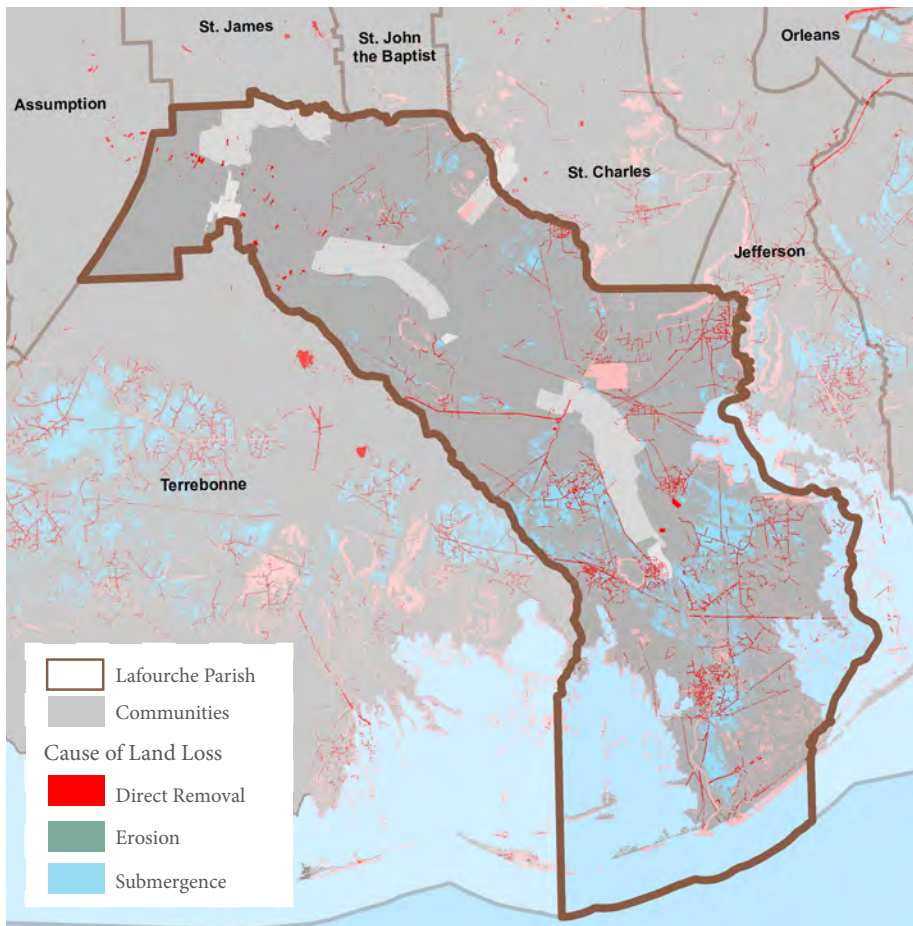 St. James
St. John
the Baptist
Orleans
Assumption
St. Charles
Jefferson
Terrebonne
Lafourche Parish
Communities
Cause of Land Loss
Direct Removal
Erosion
Submergence